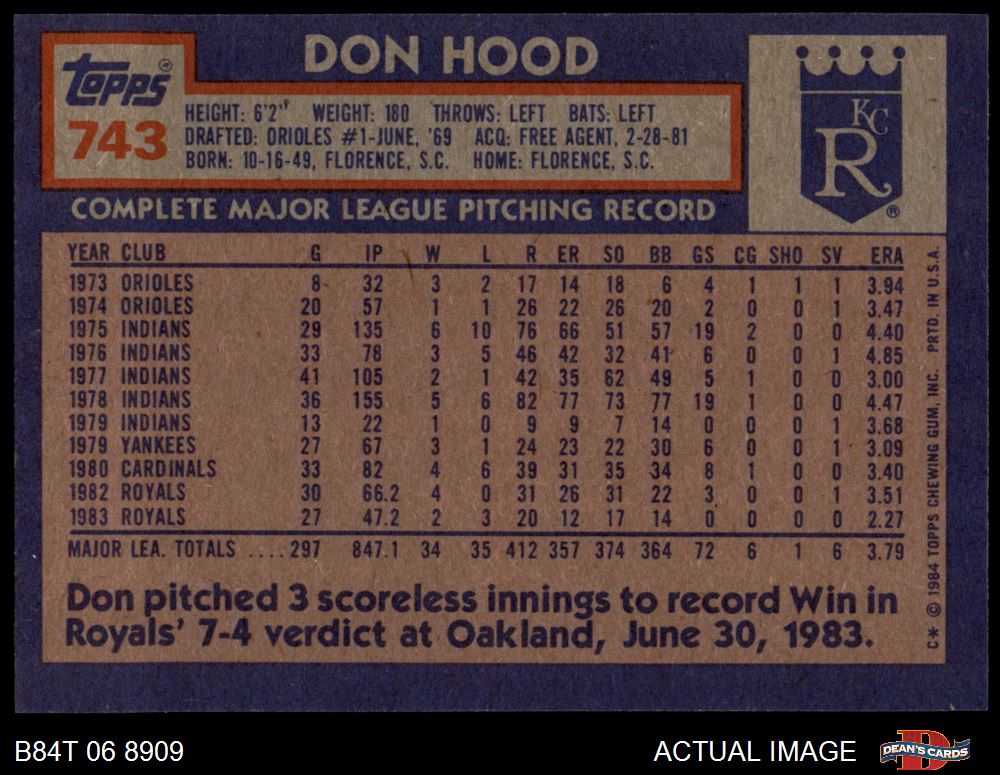 DON HOOD
TOPPS ®
743
HEIGHT: 6'2" WEIGHT: 180 THROWS: LEFT BATS: LEFT
DRAFTED: ORIOLES #1-JUNE, '69 ACQ: FREE AGENT, 2-28-81
BORN: 10-16-49, FLORENCE, S.C. HOME: FLORENCE, S.C.
KC
R
®
COMPLETE MAJOR LEAGUE PITCHING RECORD
YEAR CLUB G IP W L R ER SO BB GS CG SHO SV ERA
1973 ORIOLES 8 32 3 2 17 14 18 6 4 1 1 1 3.94
1974 ORIOLES 20 57 1 1 26 22 26 20 2 0 0 1 3.47
1975 INDIANS 29 135 6 10 76 66 51 57 19 2 0 0 4.40
1976 INDIANS 33 78 3 5 46 42 32 41 6 0 0 1 4.85
1977 INDIANS 41 105 2 1 42 35 62 49 5 1 0 0 3.00
1978 INDIANS 36 155 5 6 82 77 73 77 19 1 0 0 4.47
1979 INDIANS 13 22 1 0 9 9 7 14 0 0 0 1 3.68
1979 YANKEES 27 67 3 1 24 23 22 30 6 0 0 1 3.09
1980 CARDINALS 33 82 4 6 39 31 35 34 8 1 0 0 3.40
1982 ROYALS 30 66.2 4 0 31 26 31 22 3 0 0 1 3.51
1983 ROYALS 27 47.2 2 3 20 12 17 14 0 0 0 0 2.27
MAJOR LEA. TOTALS ....297 847.1 34 35 412 357 374 364 72 6 1 6 3.79
Don pitched 3 scoreless innings to record Win in
Royals' 7-4 verdict at Oakland, June 30, 1983.
C* © 1984 TOPPS CHEWING GUM, INC. PRTD. IN U.S.A.
B84T 06 8909 ACTUAL IMAGE
D
DEAN'S CARDS